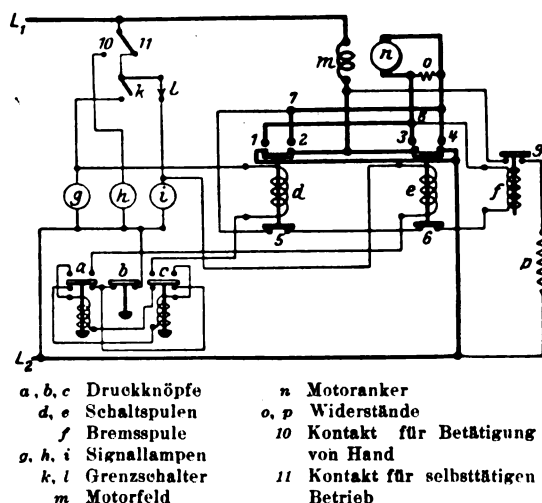 L₁
10
11
m
n
o
k
l
7
8
1
2
3
4
9
g
h
i
d
e
f
5
6
p
a
b
c
L₂
a, b, c Druckknöpfe
d, e Schaltspulen
f Bremsspule
g, h, i Signallampen
k, l Grenzschalter
m Motorfeld
n Motoranker
o, p Widerstände
10 Kontakt für Betätigung
von Hand
11 Kontakt für selbsttätigen
Betrieb